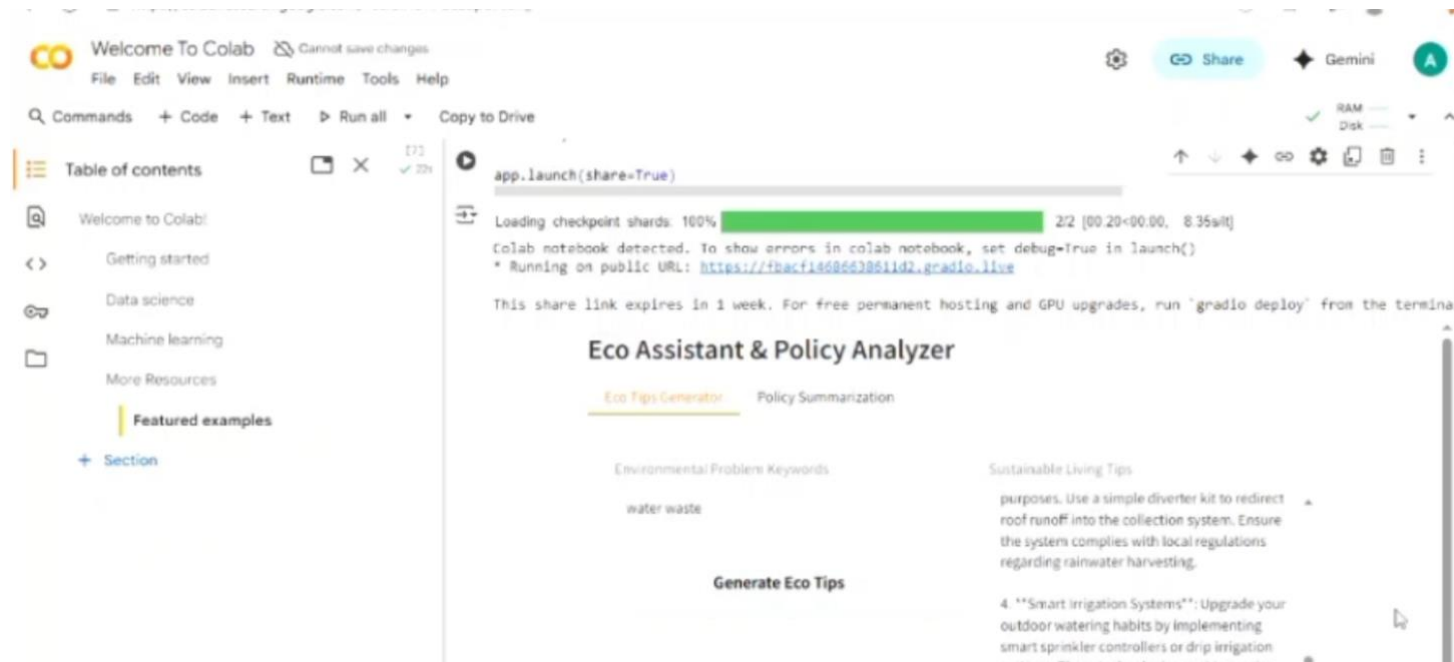 CO Welcome To Colab Cannot save changes
File Edit View Insert Runtime Tools Help
Share Gemini A
Commands + Code + Text Run all Copy to Drive
RAM
Disk
Table of contents
Welcome to Colab!
Getting started
Data science
Machine learning
More Resources
Featured examples
+ Section
[7]
22s
app.launch(share=True)
Loading checkpoint shards: 100% 2/2 [00:20<00:00, 8.35s/it]
Colab notebook detected. To show errors in colab notebook, set debug=True in launch()
* Running on public URL: https://fbacf14686638611d2.gradio.live
This share link expires in 1 week. For free permanent hosting and GPU upgrades, run `gradio deploy` from the termina
Eco Assistant & Policy Analyzer
Eco Tips Generator Policy Summarization
Environmental Problem Keywords
water waste
Generate Eco Tips
Sustainable Living Tips
purposes. Use a simple diverter kit to redirect
roof runoff into the collection system. Ensure
the system complies with local regulations
regarding rainwater harvesting.
4. **Smart Irrigation Systems**: Upgrade your
outdoor watering habits by implementing
smart sprinkler controllers or drip irrigation